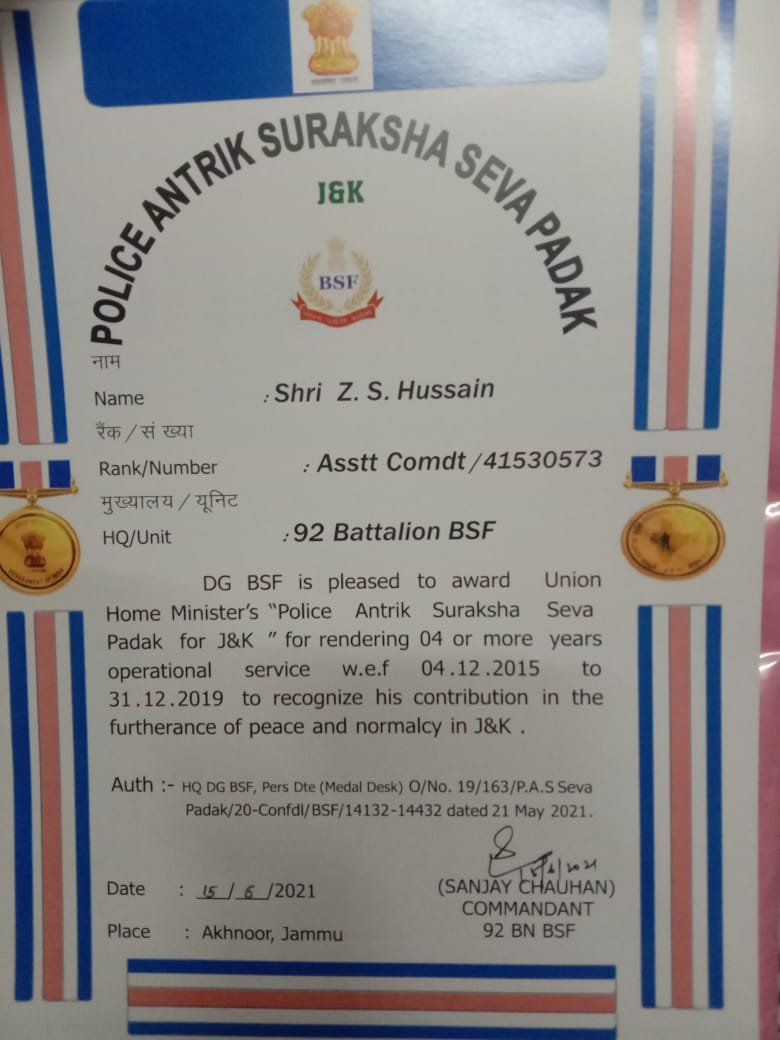 POLICE ANTRIK SURAKSHA SEVA PADAK
J&K
BSF
नाम
Name : Shri Z. S. Hussain
रैंक / सं ख्या
Rank/Number : Asstt Comdt/41530573
मुख्यालय / यूनिट
HQ/Unit : 92 Battalion BSF
DG BSF is pleased to award Union
Home Minister's “Police Antrik Suraksha Seva
Padak for J&K ” for rendering 04 or more years
operational service w.e.f 04.12.2015 to
31.12.2019 to recognize his contribution in the
furtherance of peace and normalcy in J&K .
Auth :- HQ DG BSF, Pers Dte (Medal Desk) O/No. 19/163/P.A.S Seva
Padak/20-Confdl/BSF/14132-14432 dated 21 May 2021.
Date : 15/6/2021
(SANJAY CHAUHAN)
COMMANDANT
Place : Akhnoor, Jammu
92 BN BSF